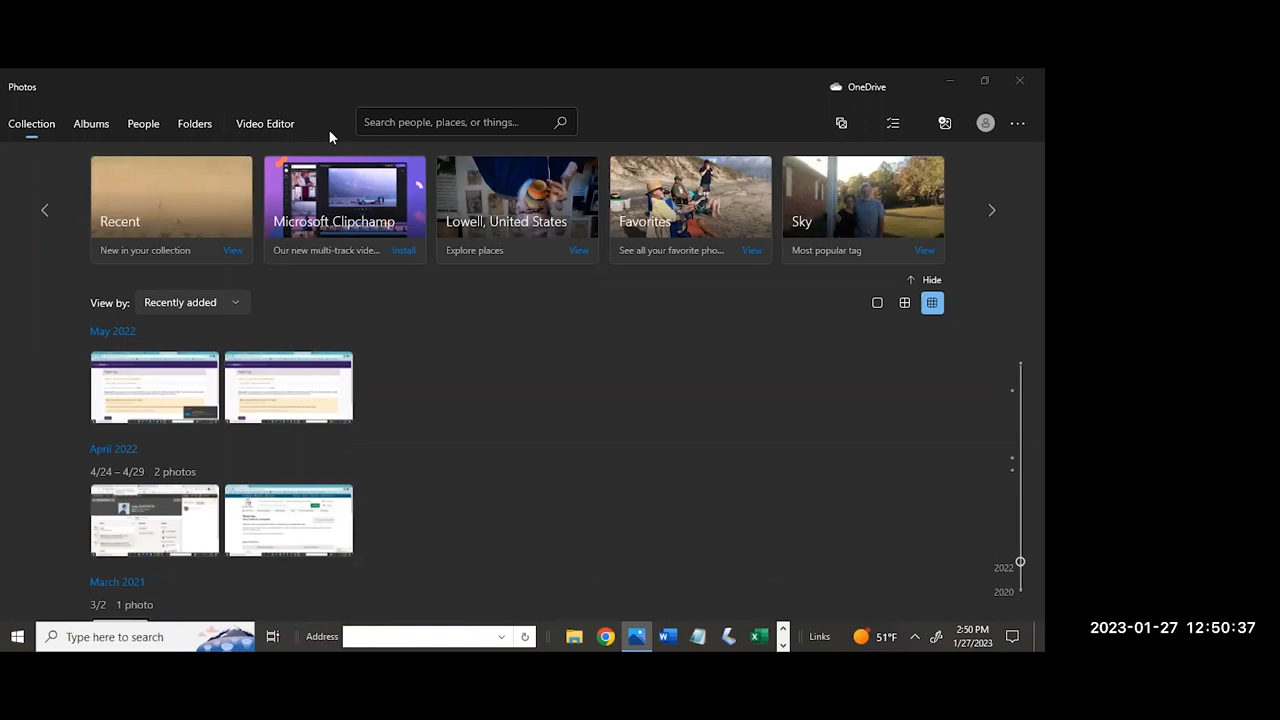 Photos
OneDrive
Collection Albums People Folders Video Editor
Search people, places, or things...
Recent
New in your collection View
Microsoft Clipchamp
Our new multi-track vide... Install
Lowell, United States
Explore places View
Favorites
See all your favorite pho... View
Sky
Most popular tag View
Hide
View by: Recently added
May 2022
April 2022
4/24 – 4/29 2 photos
March 2021
3/2 1 photo
2022
2020
Type here to search
Address
Links
51°F
2:50 PM
1/27/2023
2023-01-27 12:50:37